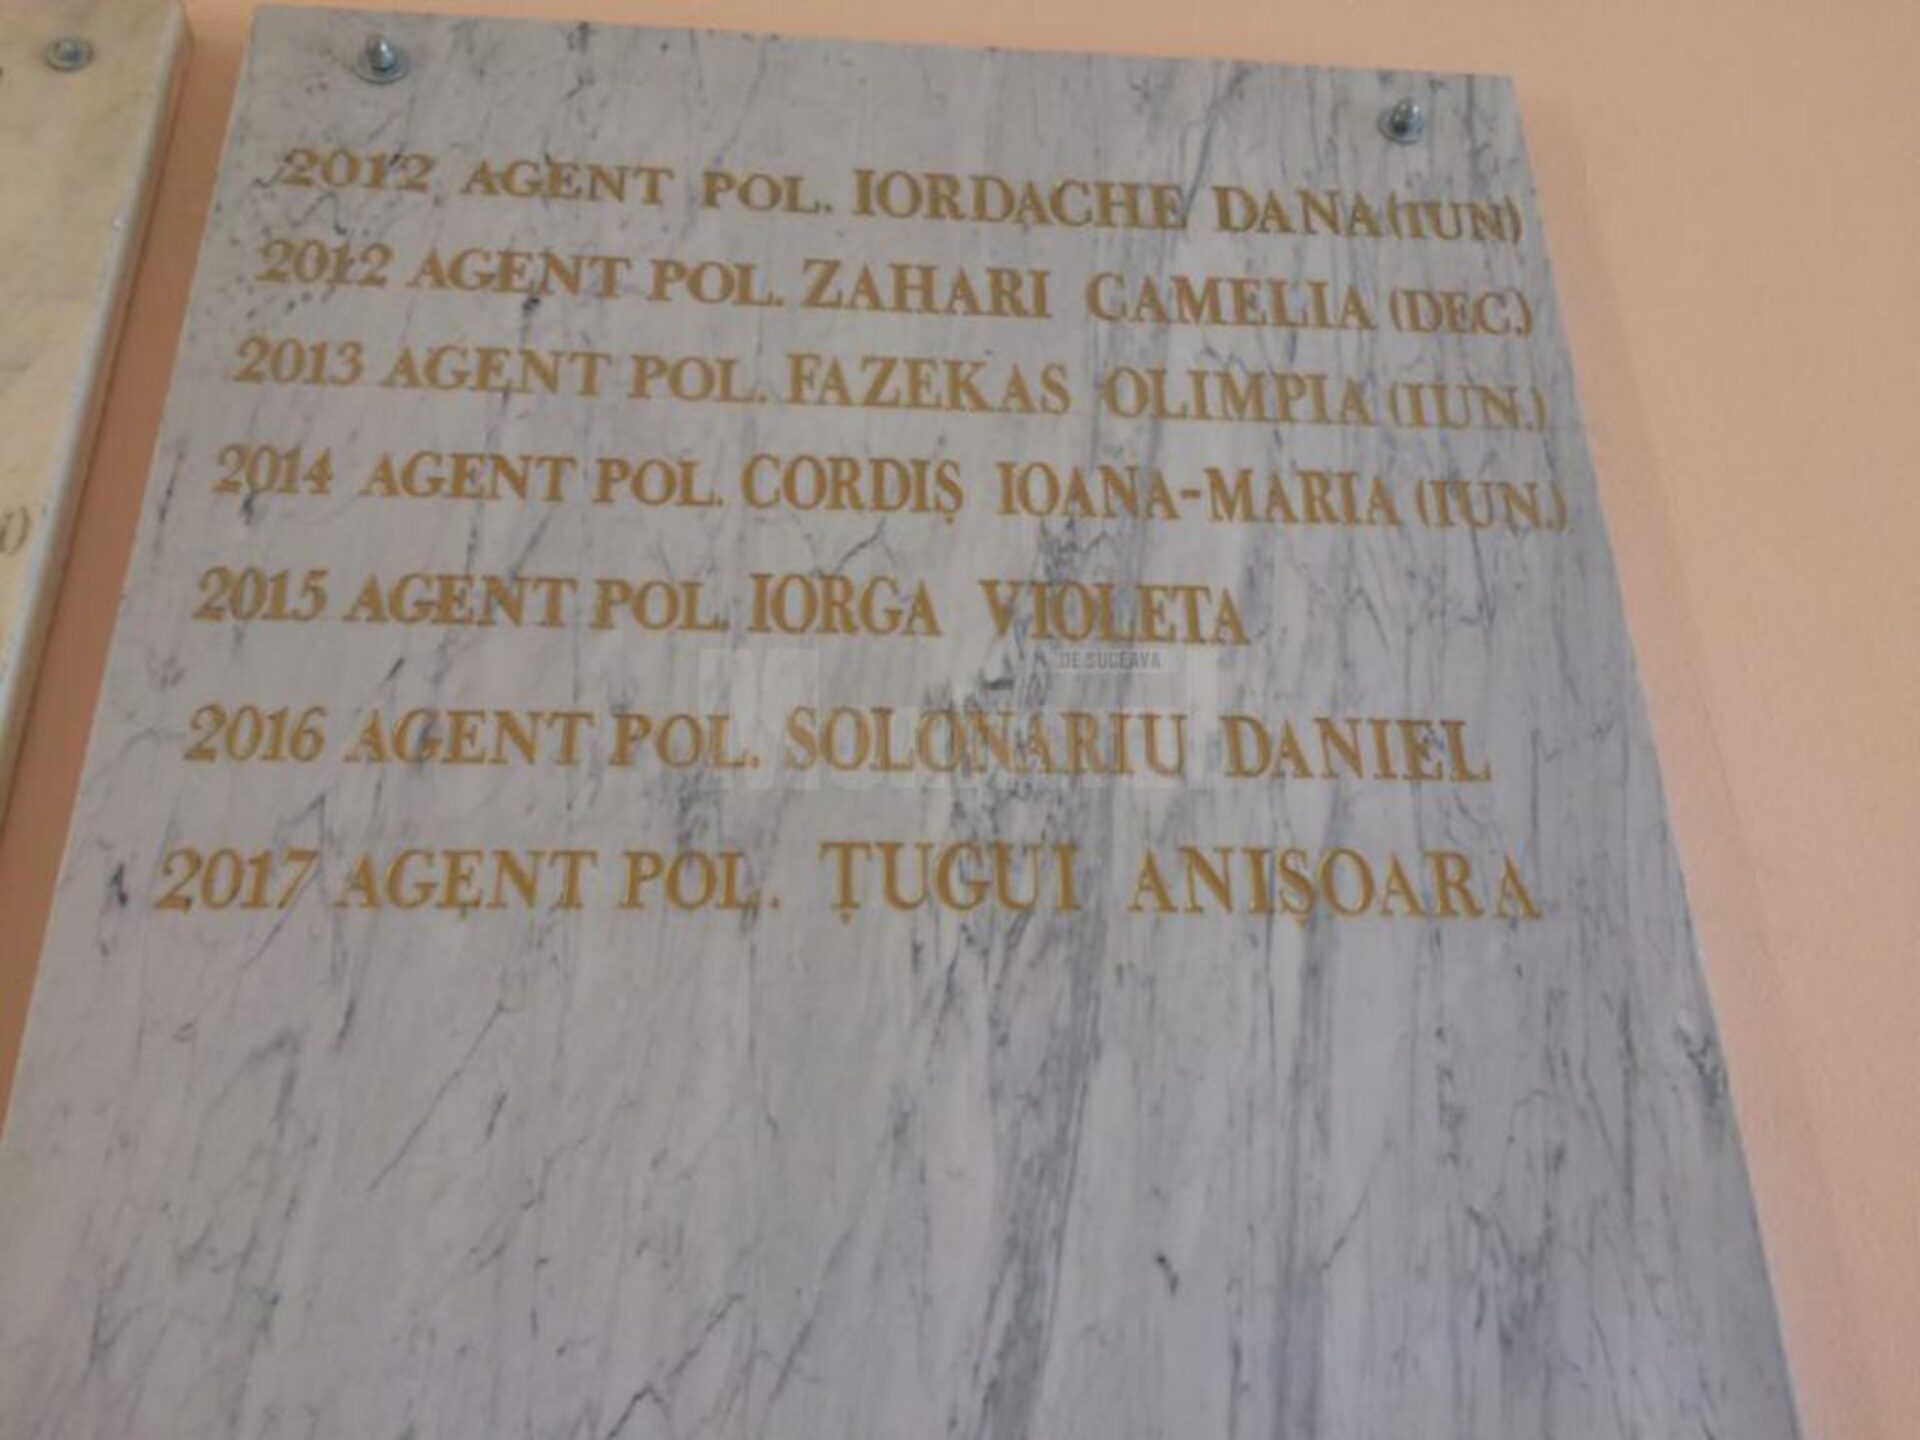 2012 AGENT POL. IORDACHE DANA (IUN)
2012 AGENT POL. ZAHARI CAMELIA (DEC.)
2013 AGENT POL. FAZEKAS OLIMPIA (IUN.)
2014 AGENT POL. CORDIȘ IOANA-MARIA (IUN.)
2015 AGENT POL. IORGA VIOLETA
DE SUCEAVA
2016 AGENT POL. SOLONARIU DANIEL
2017 AGENT POL. ȚUGUI ANIȘOARA